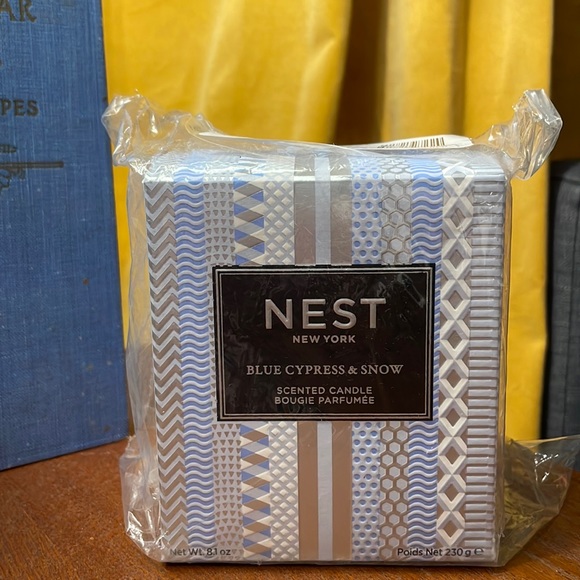 AR
PES
NEST
NEW YORK
BLUE CYPRESS & SNOW
SCENTED CANDLE
BOUGIE PARFUMÉE
Net Wt. 8.1 oz
Poids Net 230 g ℮